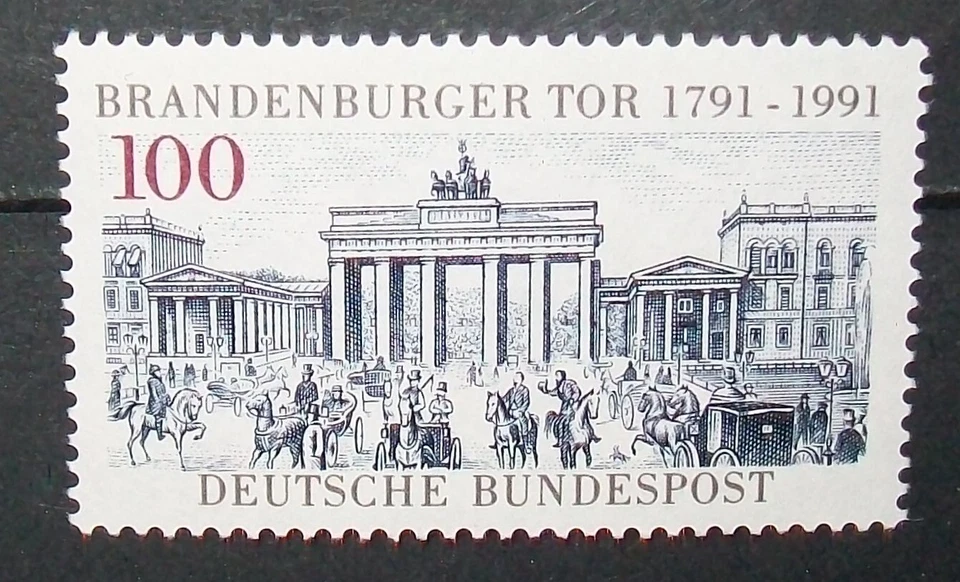 BRANDENBURGER TOR 1791 - 1991
100
DEUTSCHE BUNDESPOST